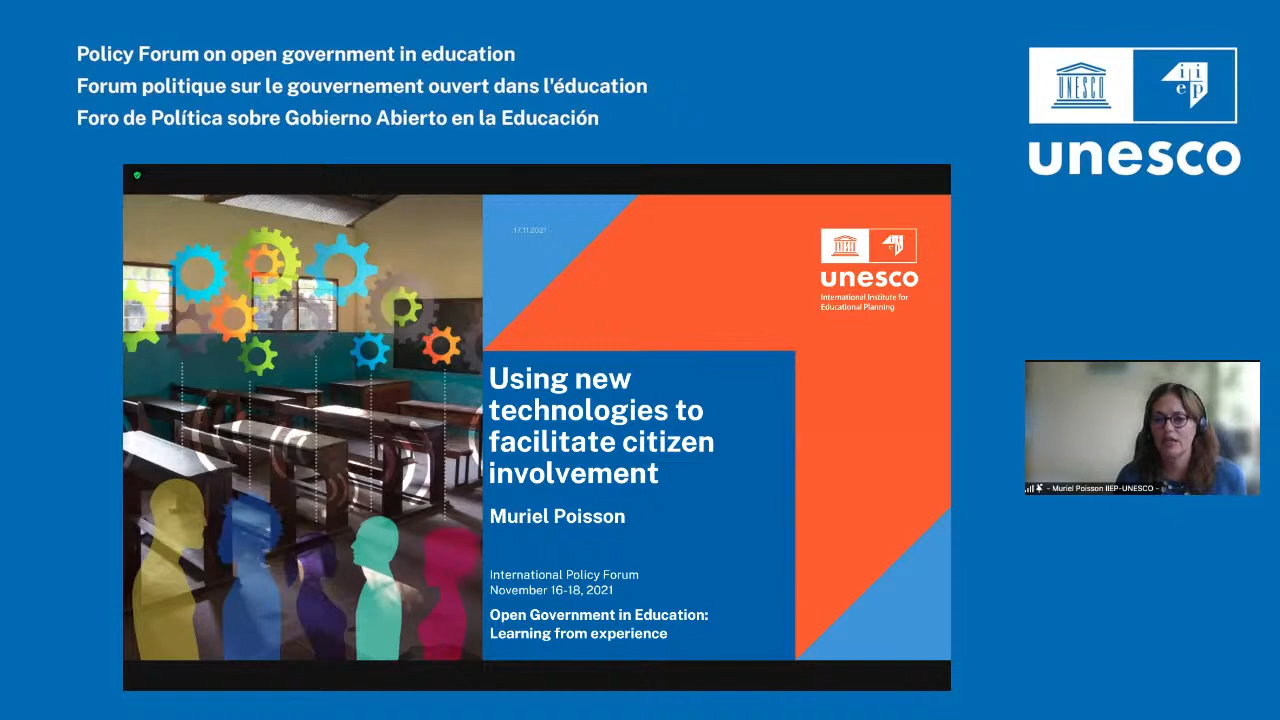 Policy Forum on open government in education
Forum politique sur le gouvernement ouvert dans l'éducation
Foro de Política sobre Gobierno Abierto en la Educación
UNESCO
i i
e p
unesco
17.11.2021
unesco
International Institute for
Educational Planning
Using new
technologies to
facilitate citizen
involvement
Muriel Poisson
International Policy Forum
November 16-18, 2021
Open Government in Education:
Learning from experience
- Muriel Poisson IIEP-UNESCO -